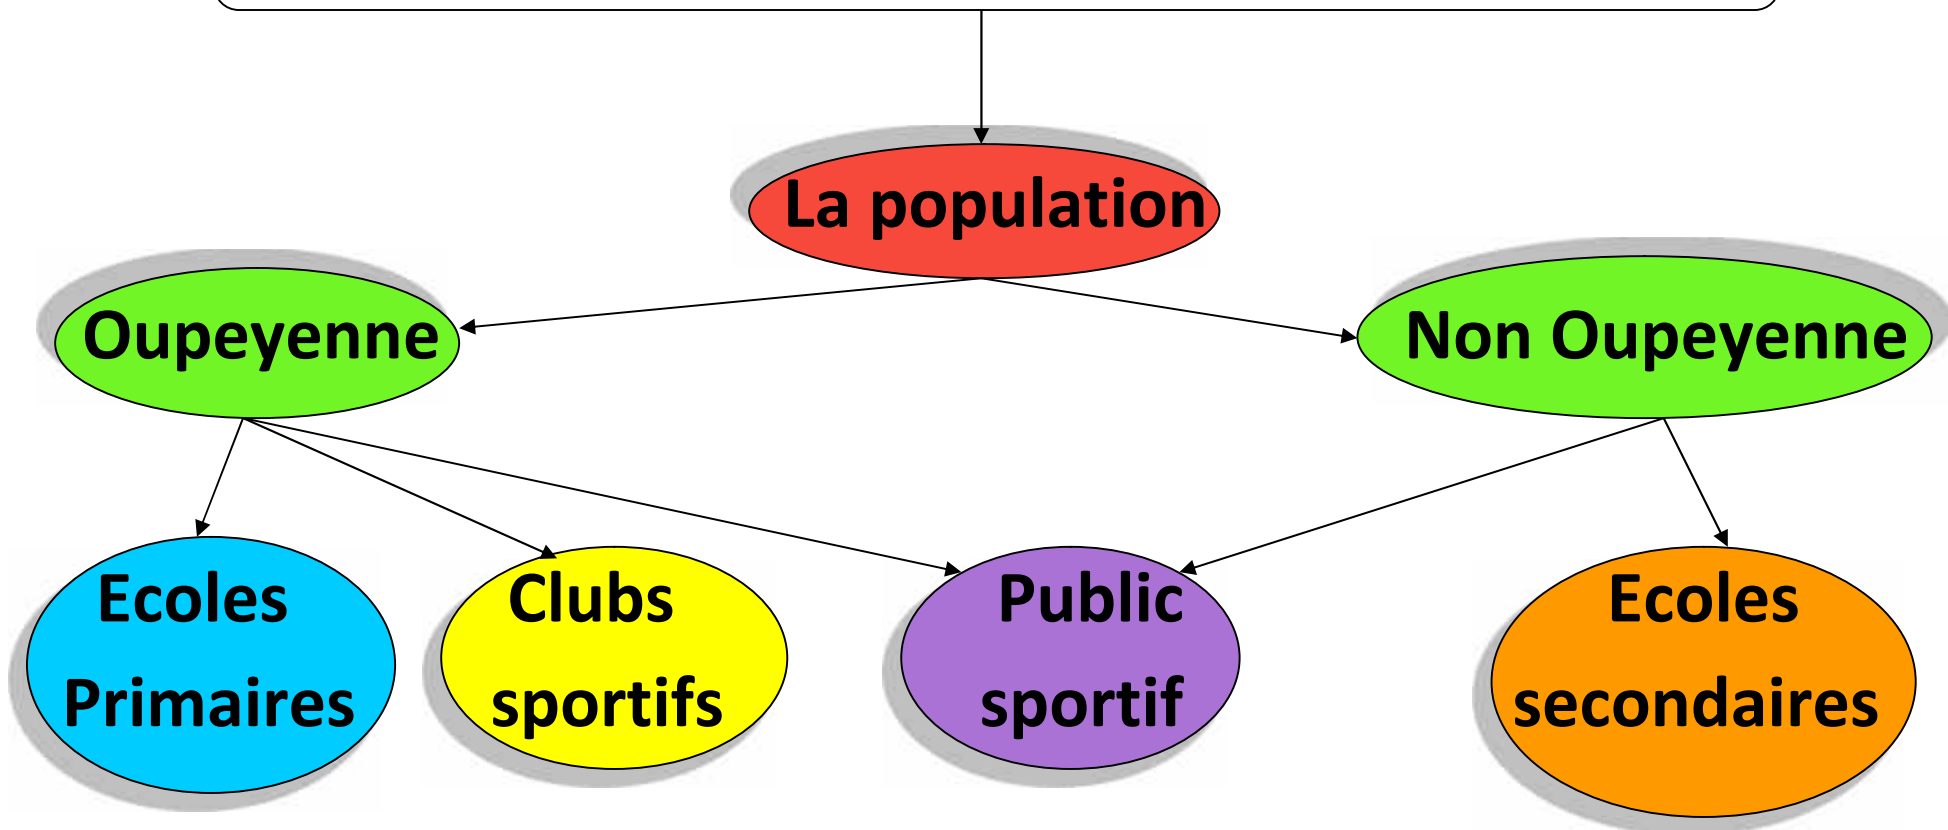 La population
Oupeyenne
Non Oupeyenne
Ecoles
Primaires
Clubs
sportifs
Public
sportif
Ecoles
secondaires